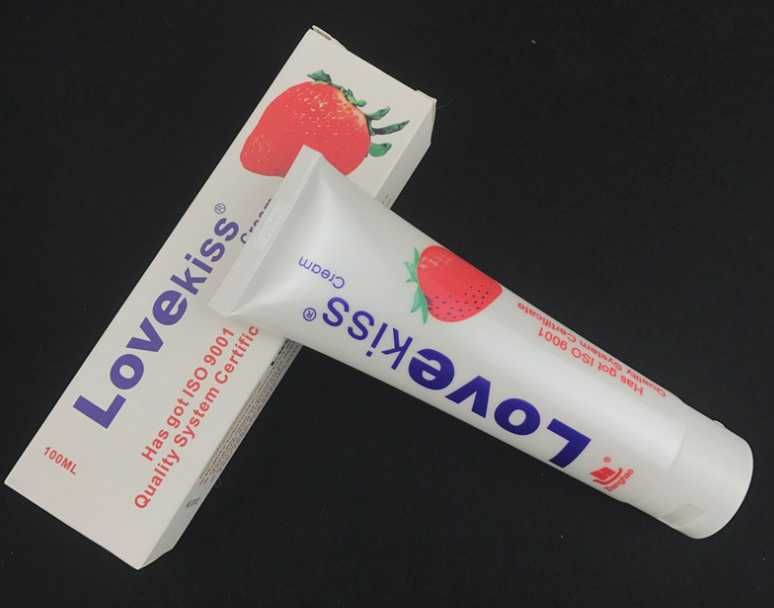 Lovekiss®
Cream
Has got ISO 9001
Quality System Certific
100ML
Cream
Lovekiss®
Has got ISO 9001
Quality System Certificate